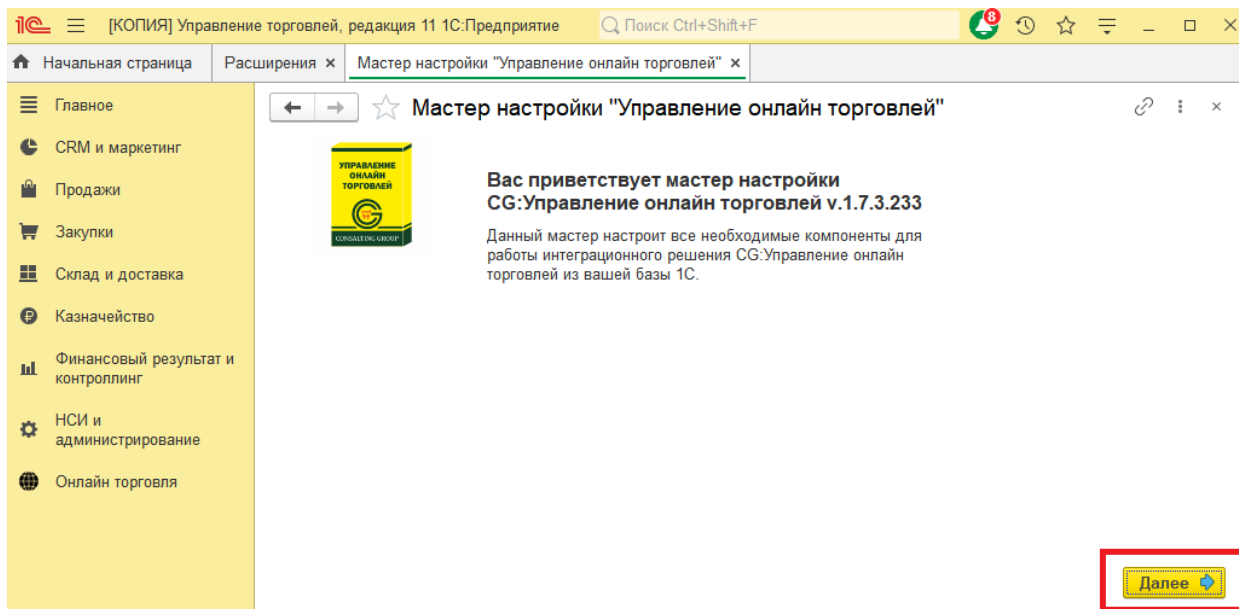 1С [КОПИЯ] Управление торговлей, редакция 11 1С:Предприятие Поиск Ctrl+Shift+F 8
Начальная страница Расширения × Мастер настройки "Управление онлайн торговлей" ×
Главное
CRM и маркетинг
Продажи
Закупки
Склад и доставка
Казначейство
Финансовый результат и
контроллинг
НСИ и
администрирование
Онлайн торговля
Мастер настройки "Управление онлайн торговлей"
УПРАВЛЕНИЕ
ОНЛАЙН
ТОРГОВЛЕЙ
CONSALTING GROUP
Вас приветствует мастер настройки
CG:Управление онлайн торговлей v.1.7.3.233
Данный мастер настроит все необходимые компоненты для
работы интеграционного решения CG:Управление онлайн
торговлей из вашей базы 1С.
Далее